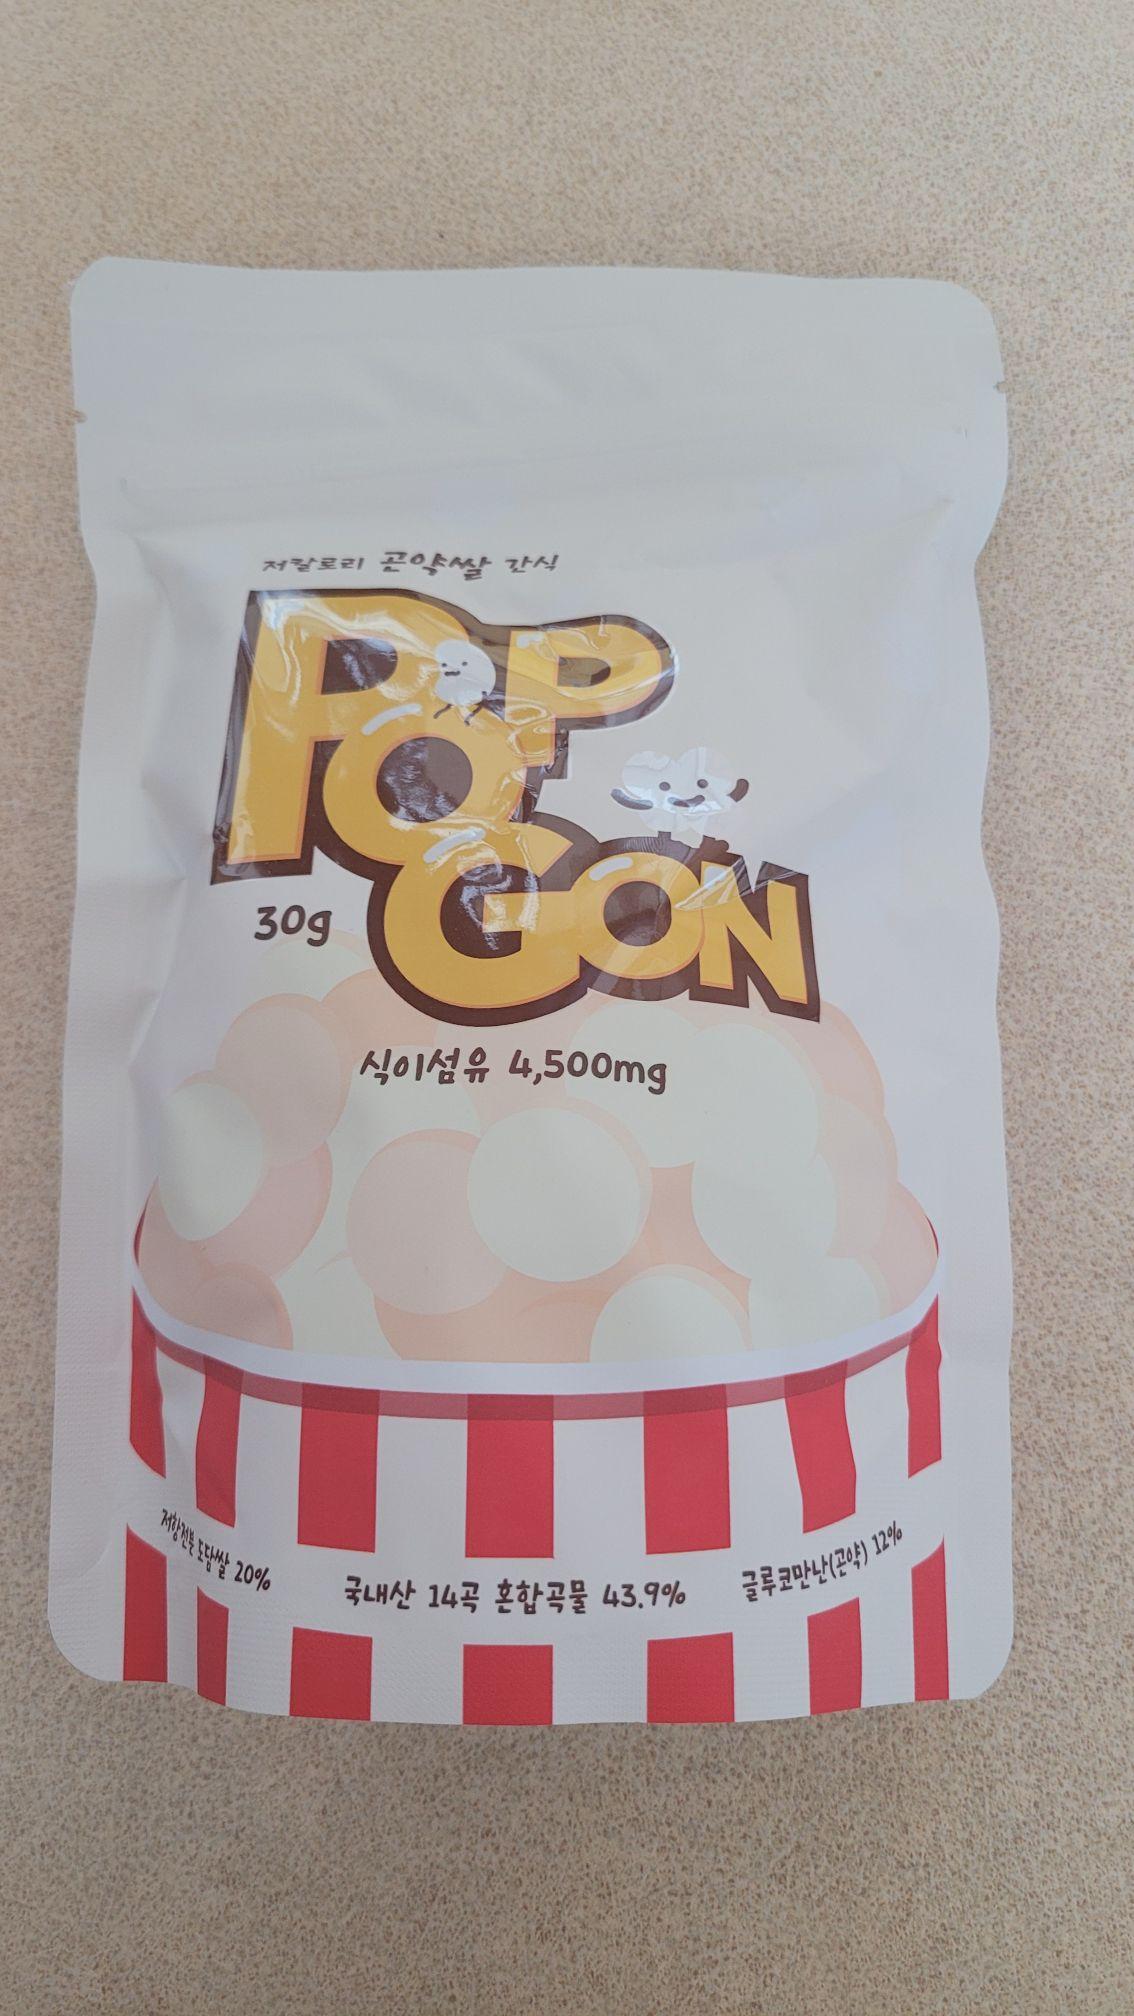 저칼로리 곤약쌀 간식
POP
GON
30g
식이섬유 4,500mg
저항전분 도담쌀 20%
국내산 14곡 혼합곡물 43.9%
글루코만난(곤약) 12%